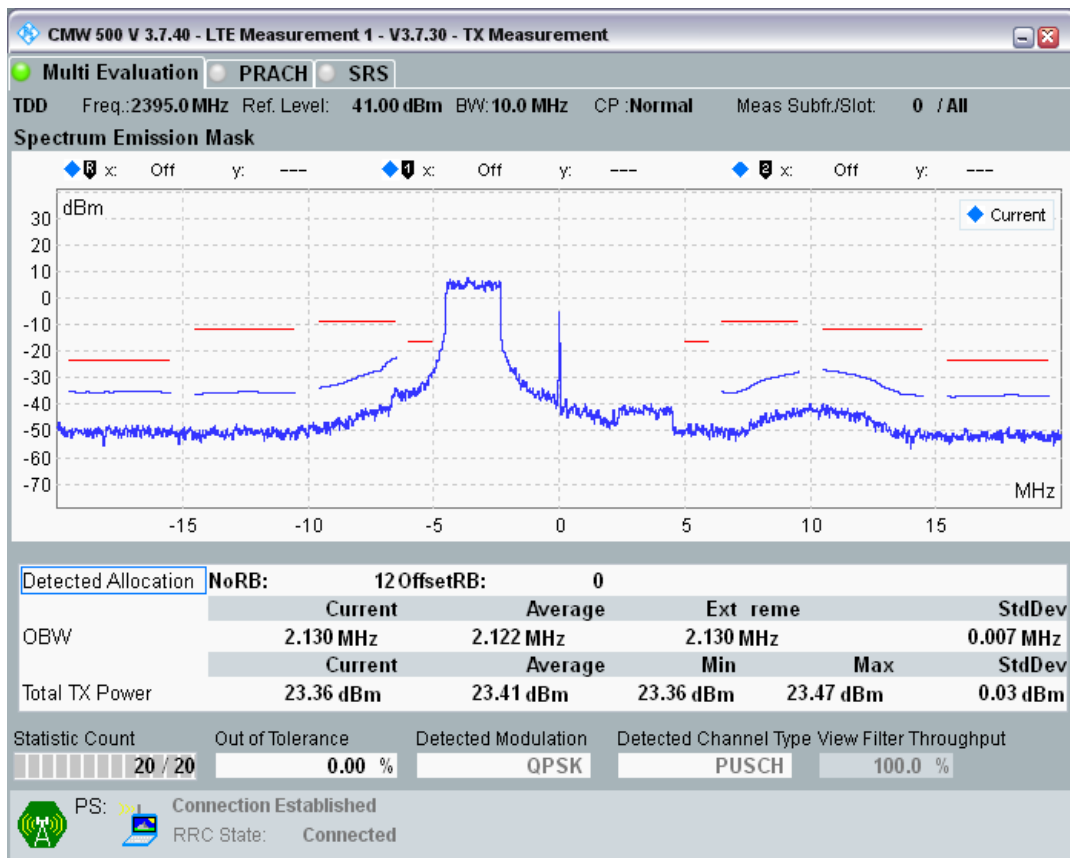 CMW 500 V 3.7.40 - LTE Measurement 1 - V3.7.30 - TX Measurement
Multi Evaluation PRACH SRS
TDD Freq.:2395.0 MHz Ref. Level: 41.00 dBm BW:10.0 MHz CP :Normal Meas Subfr./Slot: 0 / All
Spectrum Emission Mask
R x: Off y: --- 1 x: Off y: --- 2 x: Off y: ---
dBm
Current
30
20
10
0
-10
-20
-30
-40
-50
-60
-70
MHz
-15 -10 -5 0 5 10 15
Detected Allocation NoRB: 12 OffsetRB: 0
Current Average Ext reme StdDev
OBW 2.130 MHz 2.122 MHz 2.130 MHz 0.007 MHz
Current Average Min Max StdDev
Total TX Power 23.36 dBm 23.41 dBm 23.36 dBm 23.47 dBm 0.03 dBm
Statistic Count Out of Tolerance Detected Modulation Detected Channel Type View Filter Throughput
20 / 20 0.00 % QPSK PUSCH 100.0 %
PS: Connection Established
RRC State: Connected